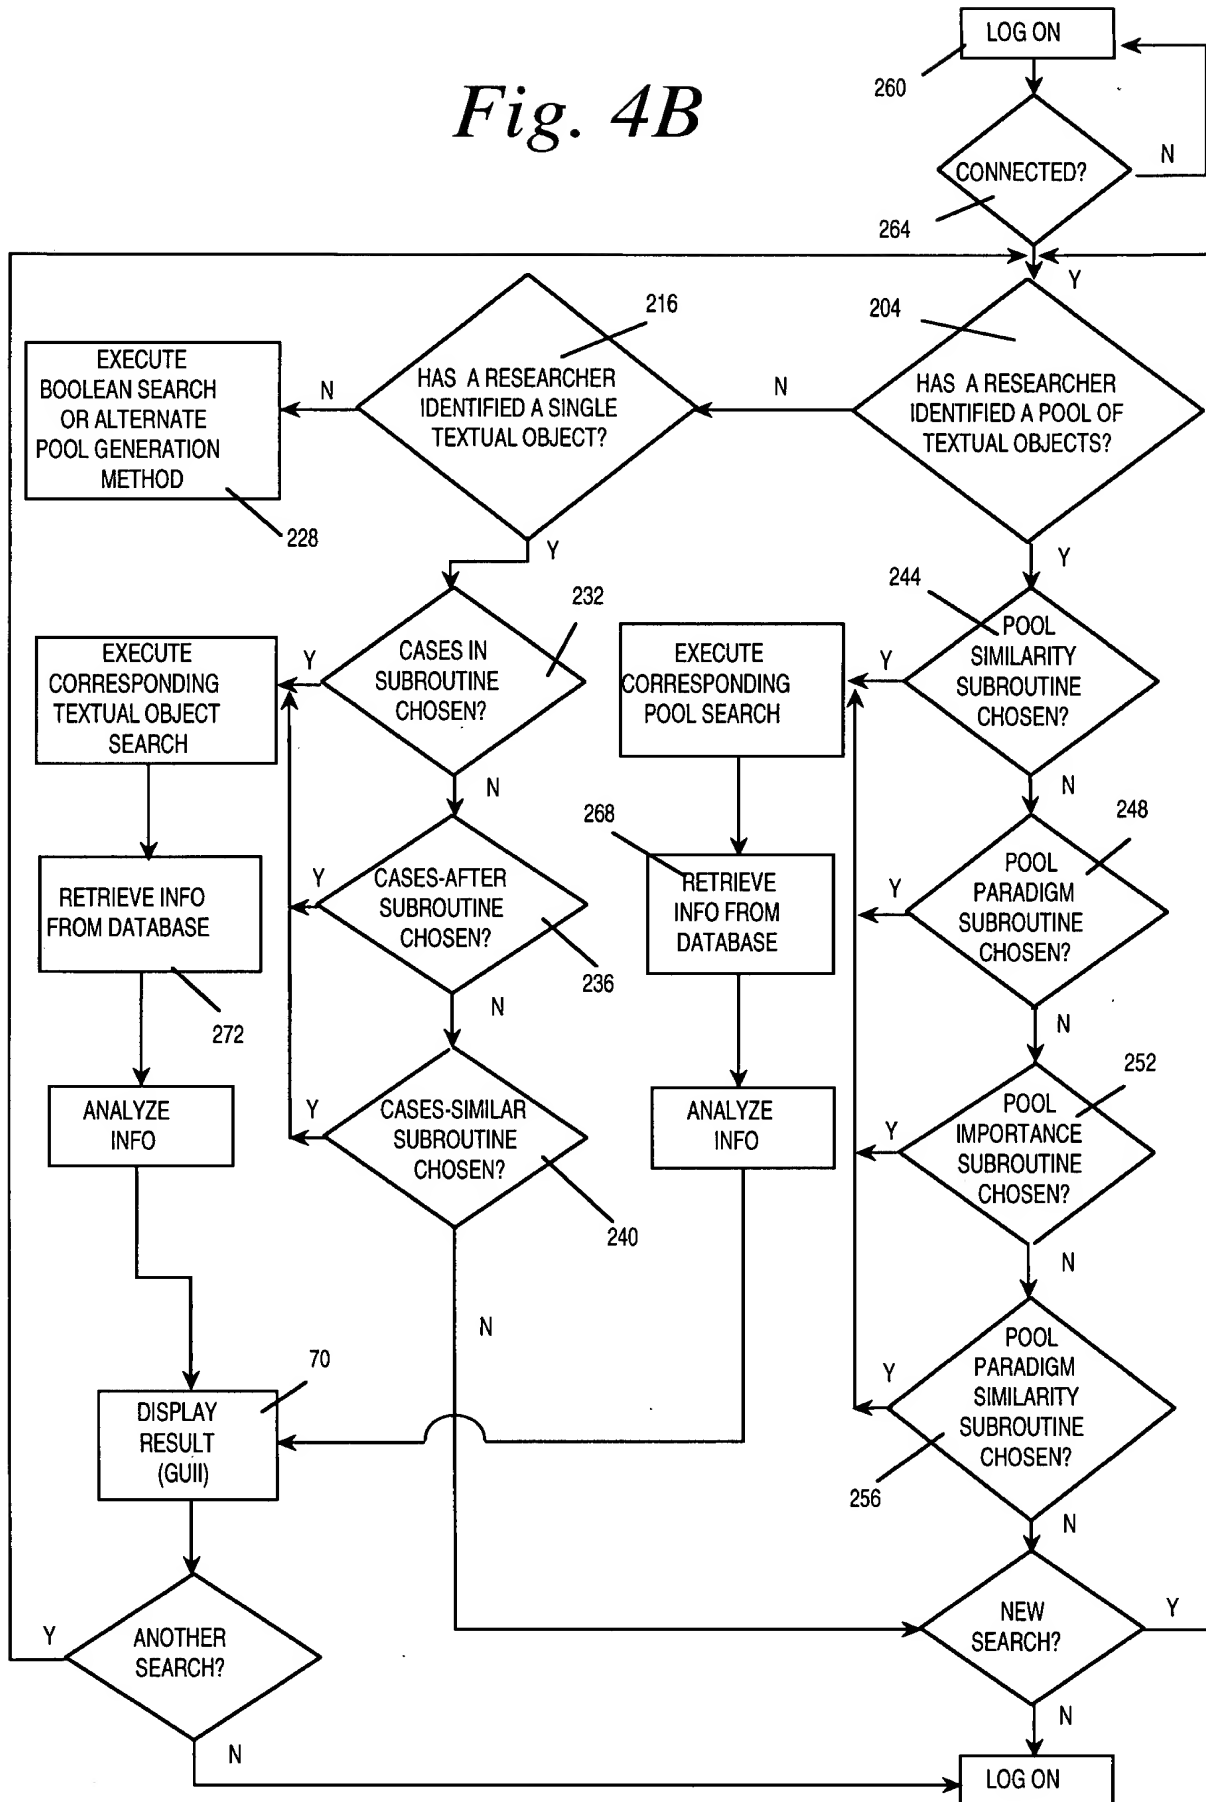 LOG ON
260
Fig. 4B
CONNECTED?
N
264
Y
216
204
EXECUTE
BOOLEAN SEARCH
OR ALTERNATE
POOL GENERATION
METHOD
N
HAS A RESEARCHER
IDENTIFIED A SINGLE
TEXTUAL OBJECT?
N
HAS A RESEARCHER
IDENTIFIED A POOL OF
TEXTUAL OBJECTS?
228
Y
Y
232
244
EXECUTE
CORRESPONDING
TEXTUAL OBJECT
SEARCH
Y
CASES IN
SUBROUTINE
CHOSEN?
EXECUTE
CORRESPONDING
POOL SEARCH
Y
POOL
SIMILARITY
SUBROUTINE
CHOSEN?
N
N
268
248
RETRIEVE INFO
FROM DATABASE
Y
CASES-AFTER
SUBROUTINE
CHOSEN?
RETRIEVE
INFO FROM
DATABASE
Y
POOL
PARADIGM
SUBROUTINE
CHOSEN?
236
272
N
N
252
ANALYZE
INFO
Y
CASES-SIMILAR
SUBROUTINE
CHOSEN?
ANALYZE
INFO
Y
POOL
IMPORTANCE
SUBROUTINE
CHOSEN?
240
N
N
70
DISPLAY
RESULT
(GUII)
Y
POOL
PARADIGM
SIMILARITY
SUBROUTINE
CHOSEN?
256
N
Y
ANOTHER
SEARCH?
NEW
SEARCH?
Y
N
N
LOG ON